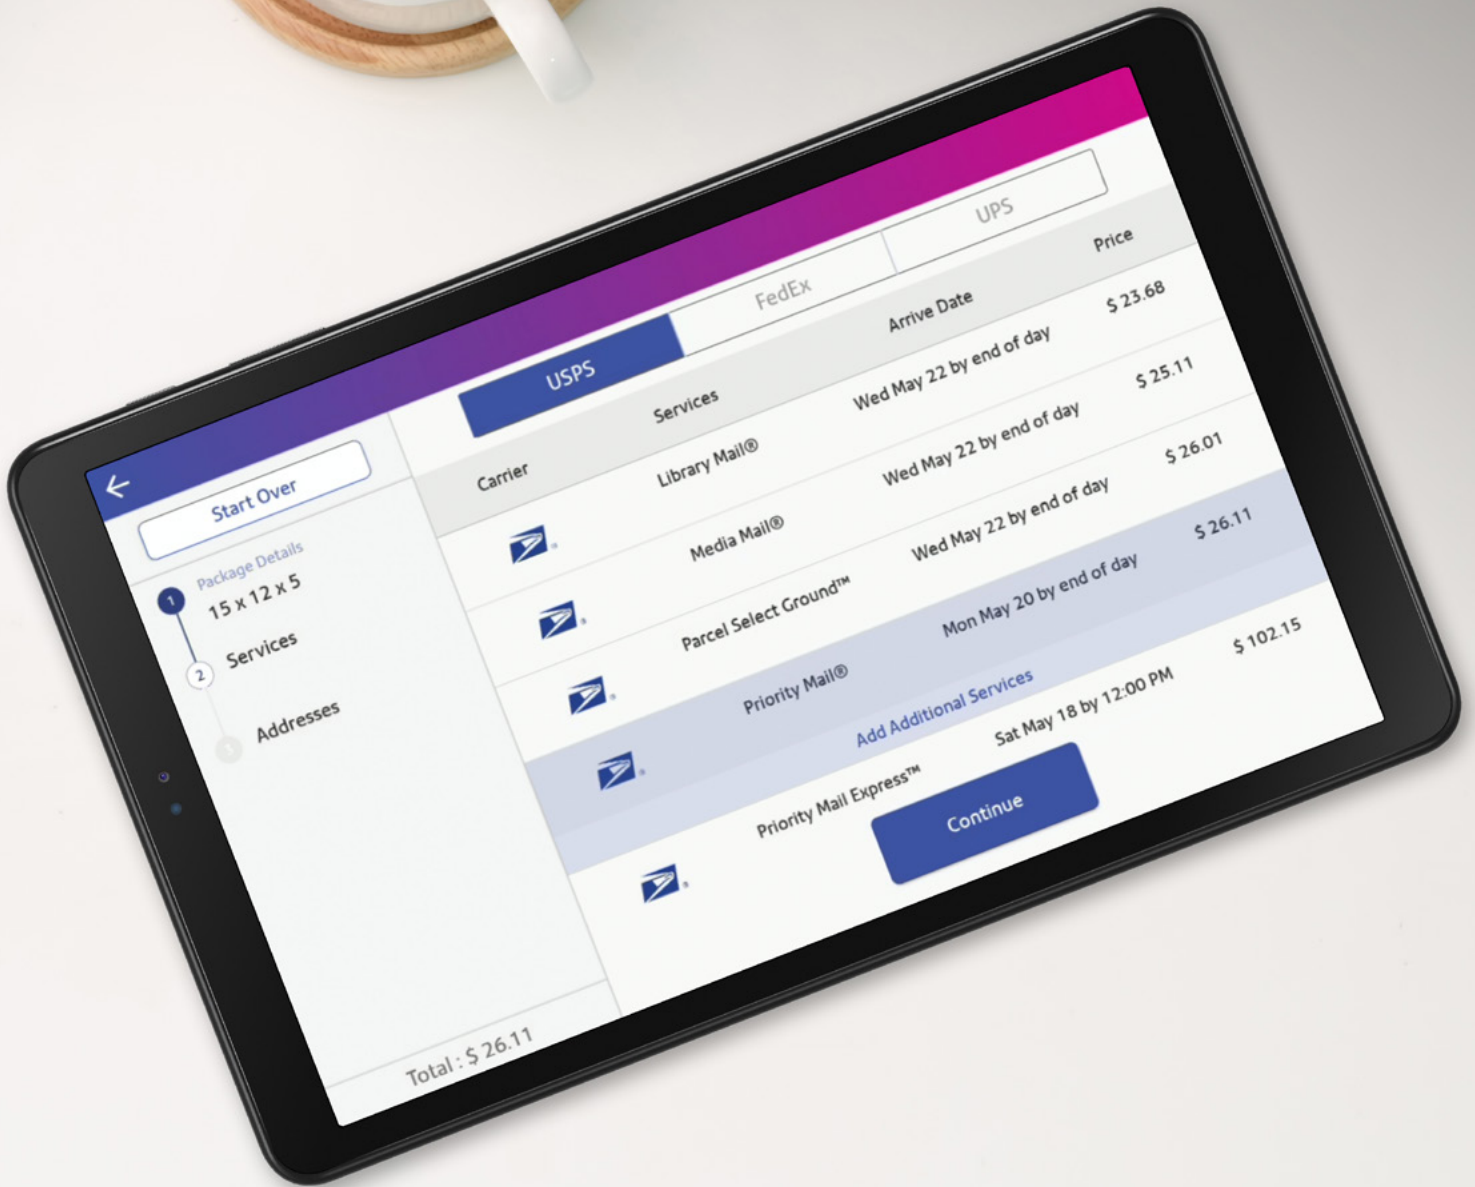 USPS FedEx UPS
Start Over
Carrier Services Arrive Date Price
Package Details
1 15 x 12 x 5
2 Services
Addresses
Library Mail® Wed May 22 by end of day $ 23.68
Media Mail® Wed May 22 by end of day $ 25.11
Parcel Select Ground™ Wed May 22 by end of day $ 26.01
Priority Mail® Mon May 20 by end of day $ 26.11
Add Additional Services
Priority Mail Express™ Sat May 18 by 12:00 PM $ 102.15
Continue
Total : $ 26.11